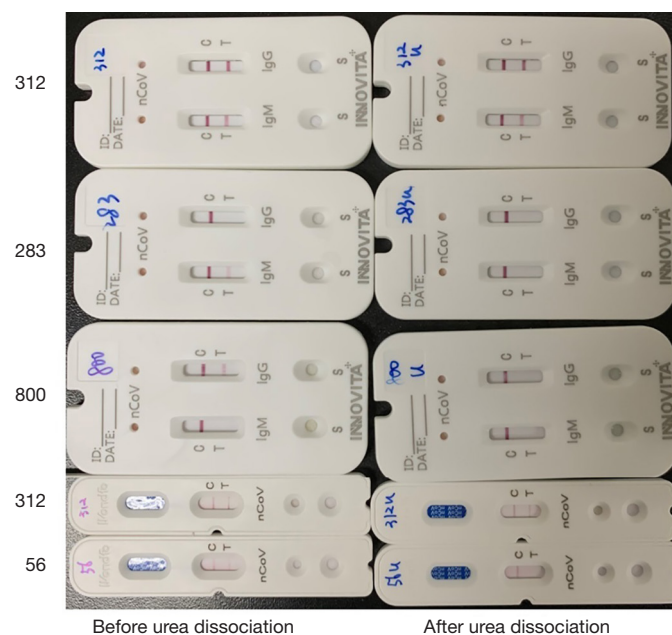 312
312
C T
IgG
nCoV
S
ID:
DATE:
C T
IgM
S
INNOVITA
312 u
C T
IgG
nCoV
S
ID:
DATE:
C T
IgM
S
INNOVITA
283
283
C T
IgG
nCoV
S
ID:
DATE:
C T
IgM
S
INNOVITA
283u
C T
IgG
nCoV
S
ID:
DATE:
C T
IgM
S
INNOVITA
800
800
C T
IgG
nCoV
S
ID:
DATE:
C T
IgM
S
INNOVITA
800 u
C T
IgG
nCoV
S
ID:
DATE:
C T
IgM
S
INNOVITA
312
312
C T
nCoV
312u
C T
nCoV
56
56
C T
nCoV
56u
C T
nCoV
Before urea dissociation
After urea dissociation